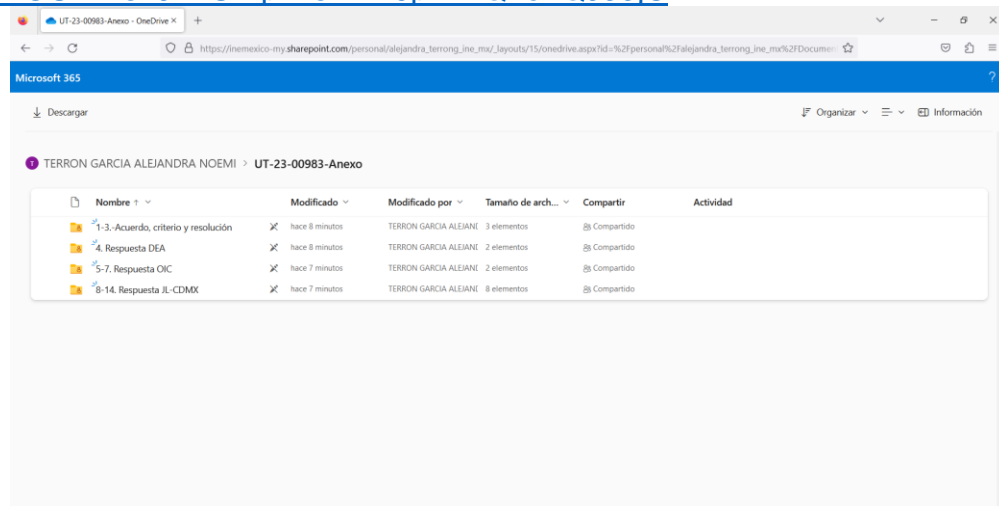 UT-23-00983-Anexo - OneDrive
https://inemexico-my.sharepoint.com/personal/alejandra_terrong_ine_mx/_layouts/15/onedrive.aspx?id=%2Fpersonal%2Falejandra_terrong_ine_mx%2FDocumen
Microsoft 365
?
Descargar
Organizar
Información
T TERRON GARCIA ALEJANDRA NOEMI > UT-23-00983-Anexo
Nombre Modificado Modificado por Tamaño de arch... Compartir Actividad
1-3.-Acuerdo, criterio y resolución hace 8 minutos TERRON GARCIA ALEJAN 3 elementos Compartido
4. Respuesta DEA hace 8 minutos TERRON GARCIA ALEJAN 2 elementos Compartido
5-7. Respuesta OIC hace 7 minutos TERRON GARCIA ALEJAN 2 elementos Compartido
8-14. Respuesta JL-CDMX hace 7 minutos TERRON GARCIA ALEJAN 8 elementos Compartido